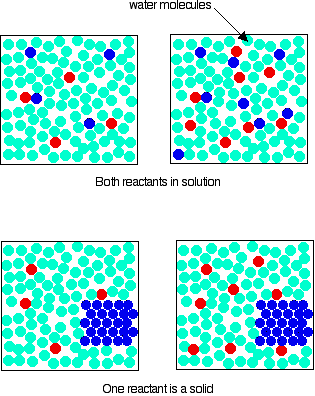 water molecules
Both reactants in solution
One reactant is a solid